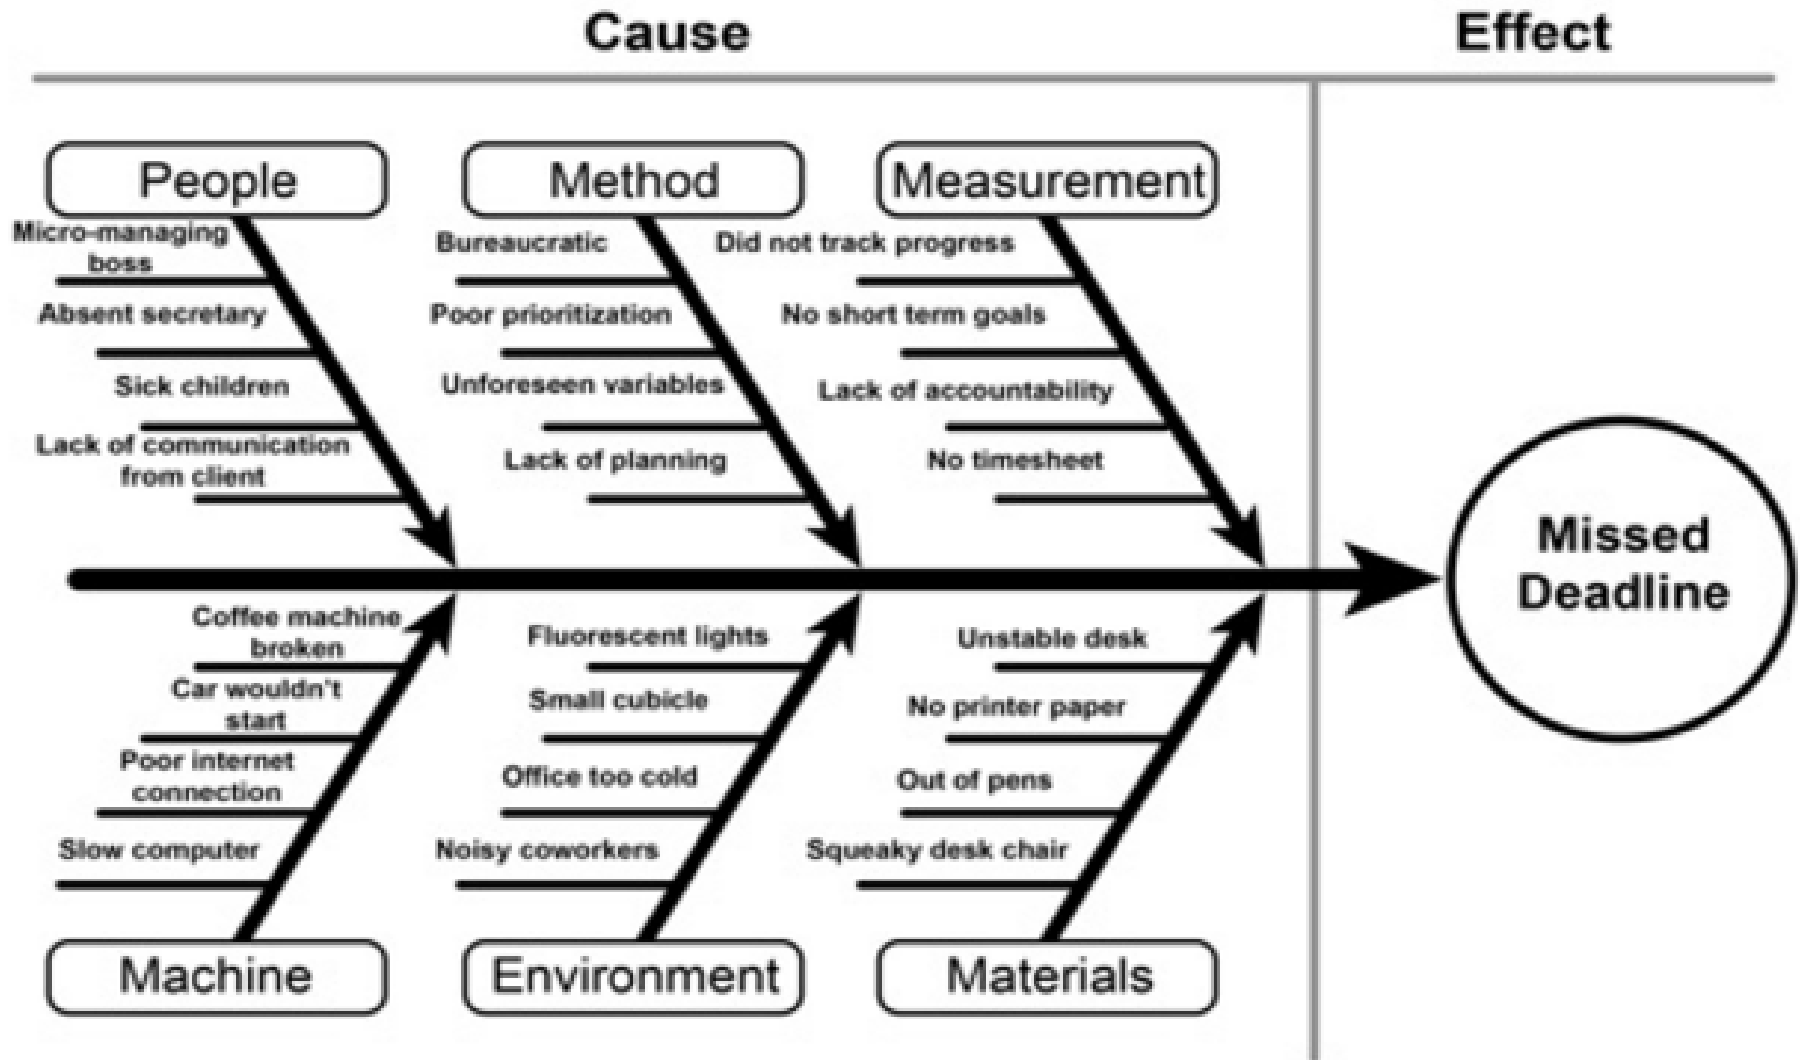 Cause
Effect
People
Method
Measurement
Micro-managing
boss
Absent secretary
Sick children
Lack of communication
from client
Bureaucratic
Poor prioritization
Unforeseen variables
Lack of planning
Did not track progress
No short term goals
Lack of accountability
No timesheet
Missed
Deadline
Coffee machine
broken
Car wouldn't
start
Poor internet
connection
Slow computer
Fluorescent lights
Small cubicle
Office too cold
Noisy coworkers
Unstable desk
No printer paper
Out of pens
Squeaky desk chair
Machine
Environment
Materials